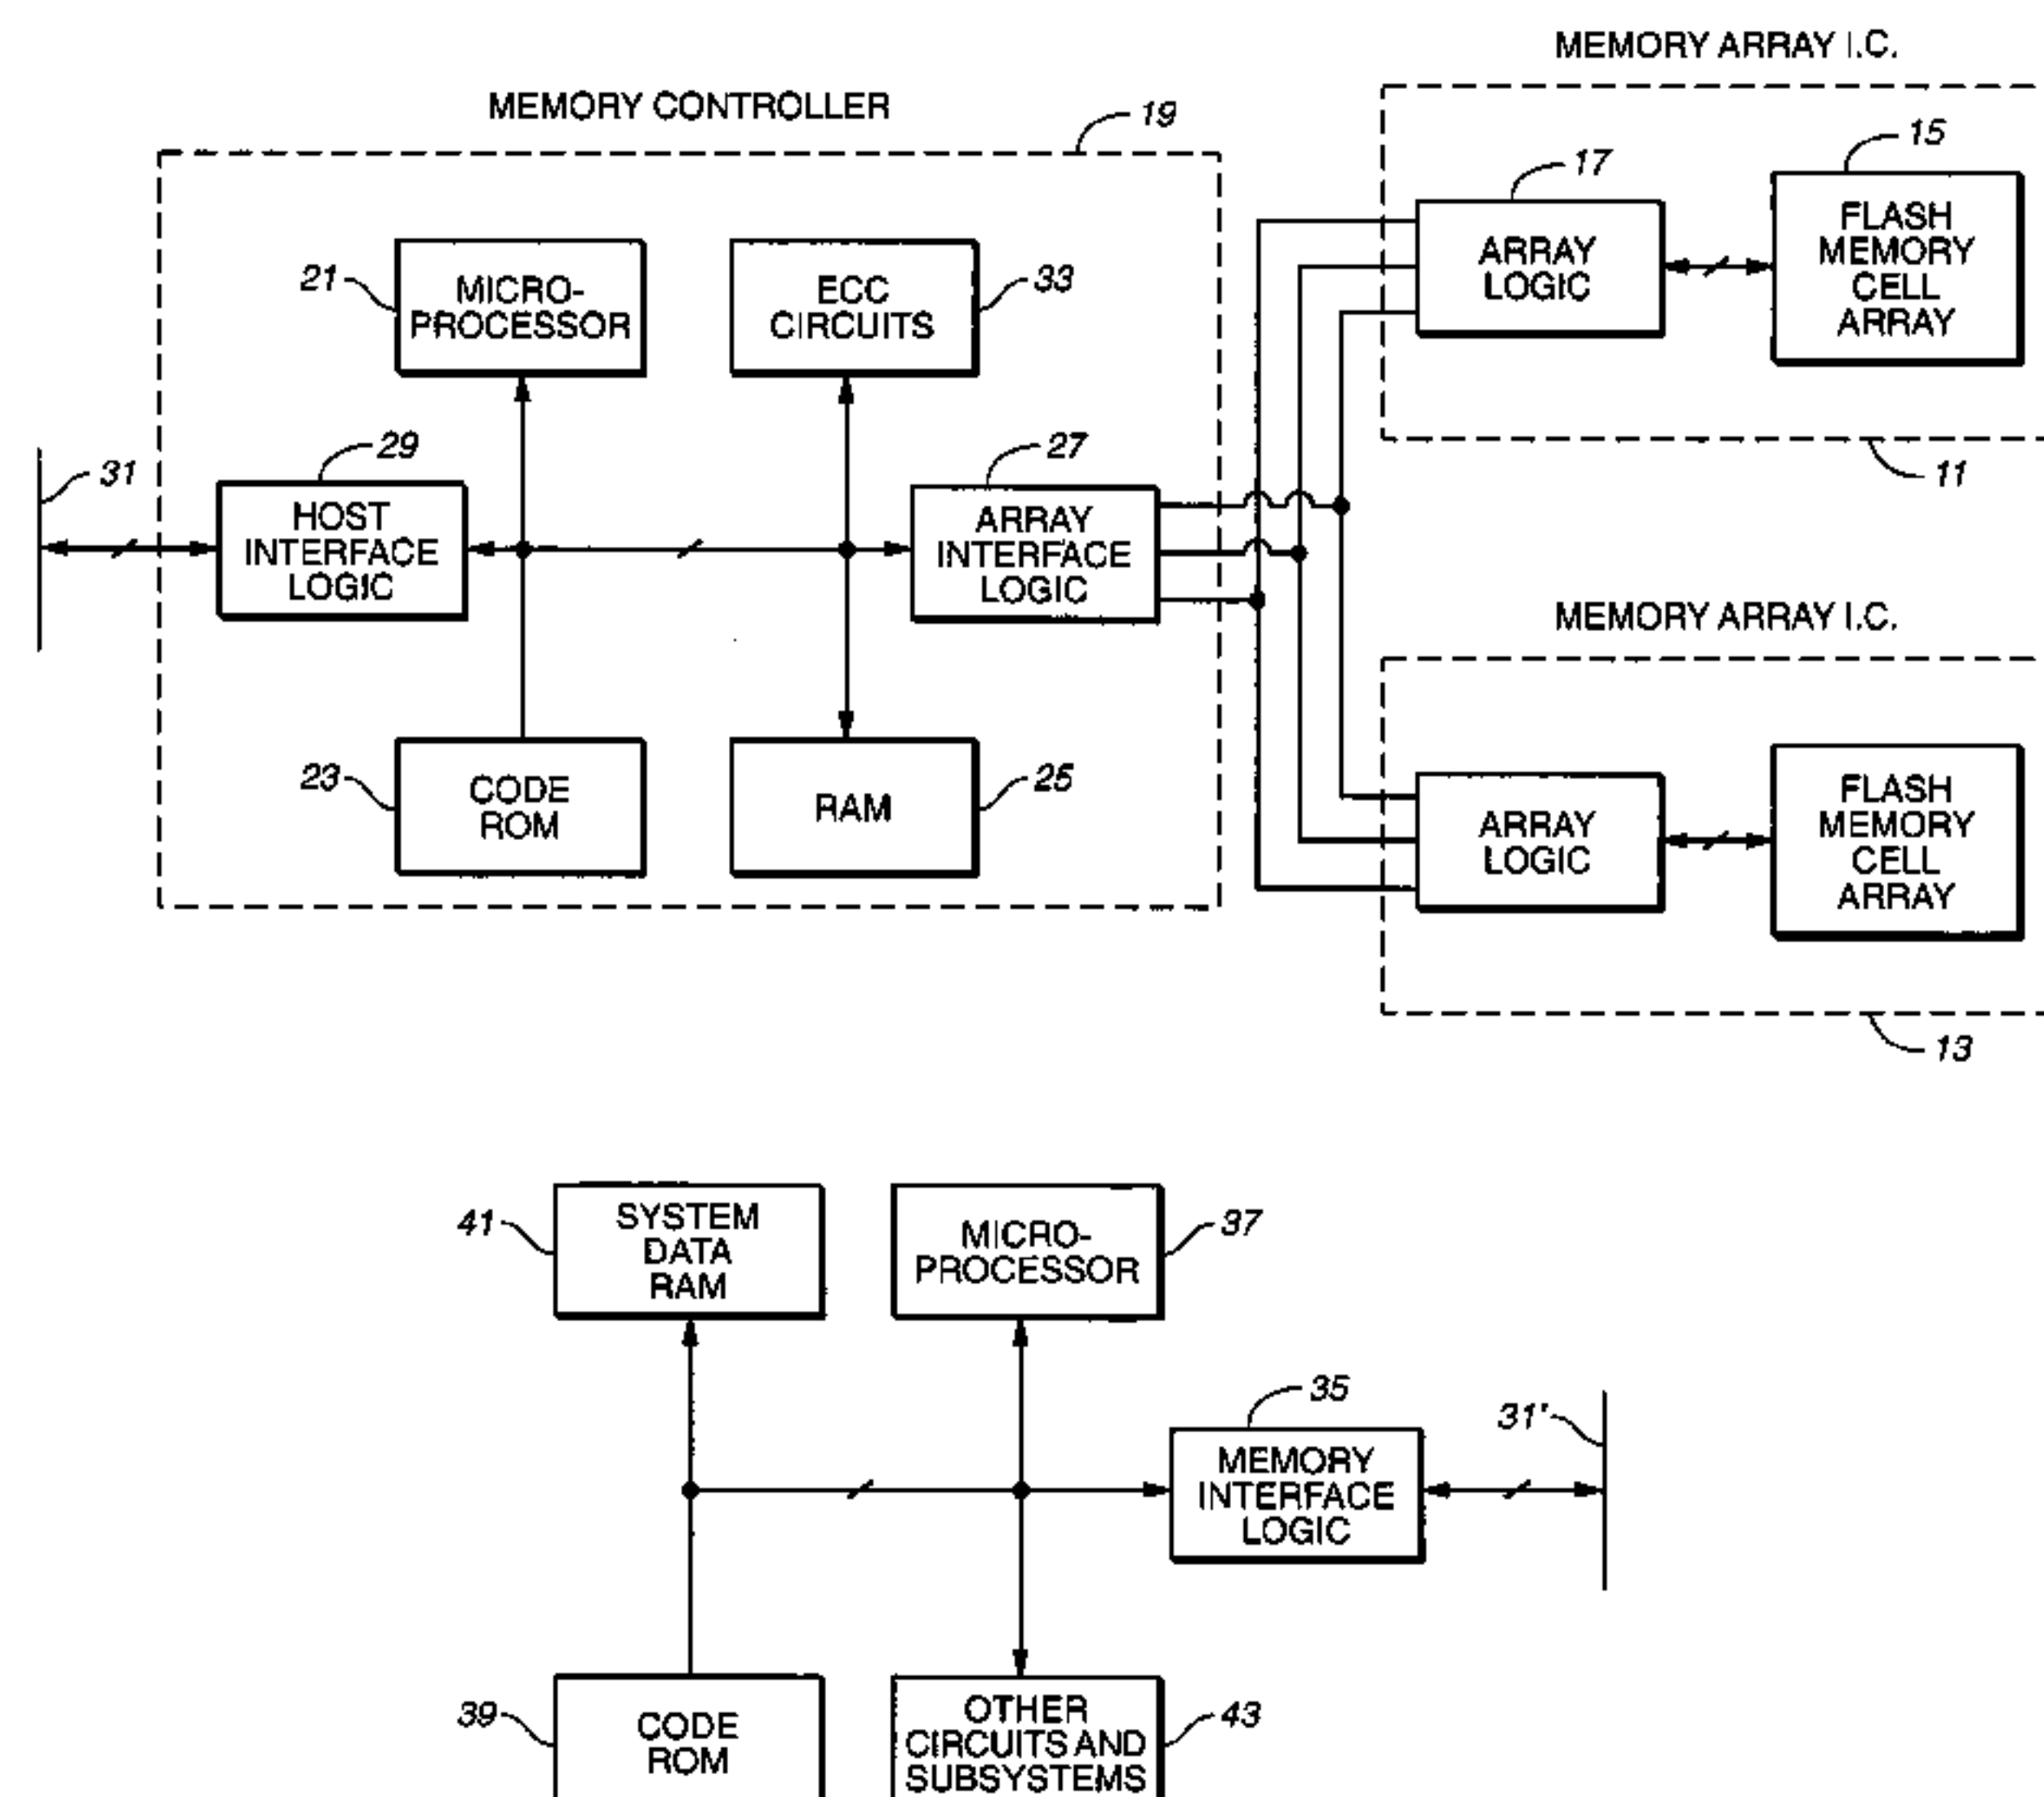 MEMORY ARRAY I.C.
MEMORY CONTROLLER
19
17
15
ARRAY
LOGIC
FLASH
MEMORY
CELL
ARRAY
11
21
MICRO-
PROCESSOR
ECC
CIRCUITS
33
31
29
HOST
INTERFACE
LOGIC
27
ARRAY
INTERFACE
LOGIC
23
CODE
ROM
RAM
25
MEMORY ARRAY I.C.
ARRAY
LOGIC
FLASH
MEMORY
CELL
ARRAY
13
41
SYSTEM
DATA
RAM
MICRO-
PROCESSOR
37
35
MEMORY
INTERFACE
LOGIC
31'
39
CODE
ROM
OTHER
CIRCUITS AND
SUBSYSTEMS
43